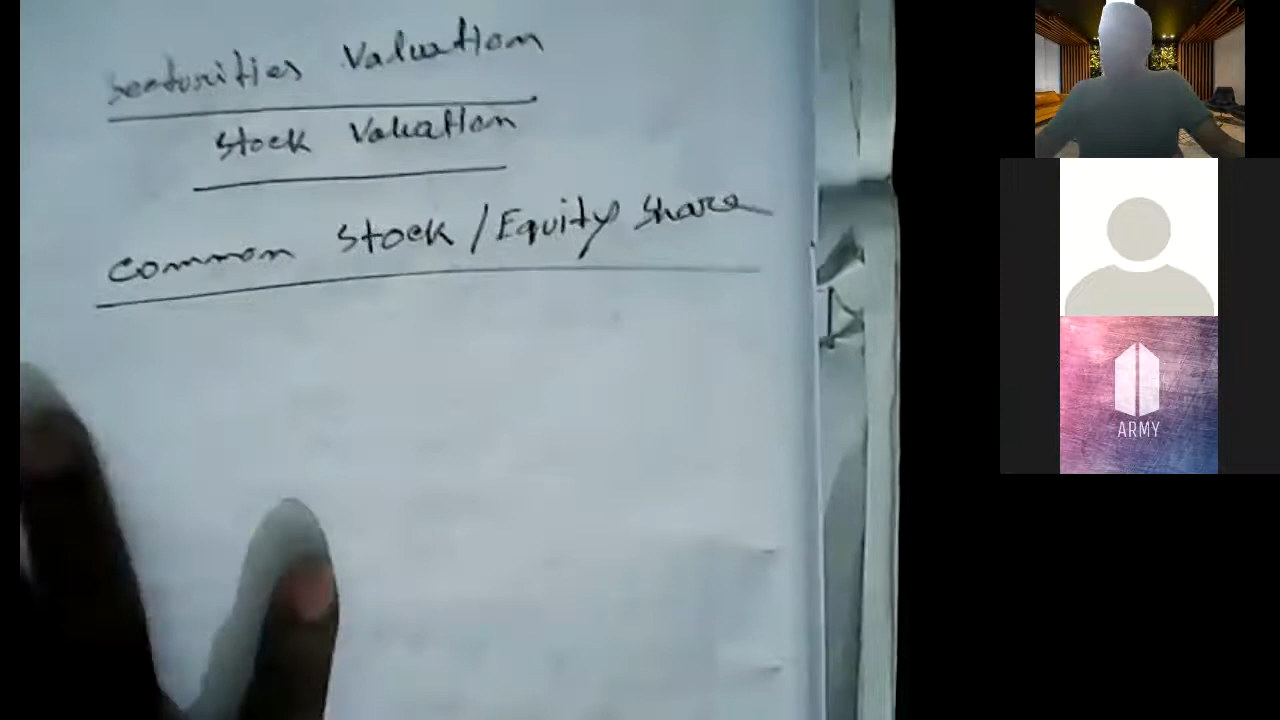 Securities Valuation
Stock Valuation
Common Stock / Equity Share
ARMY